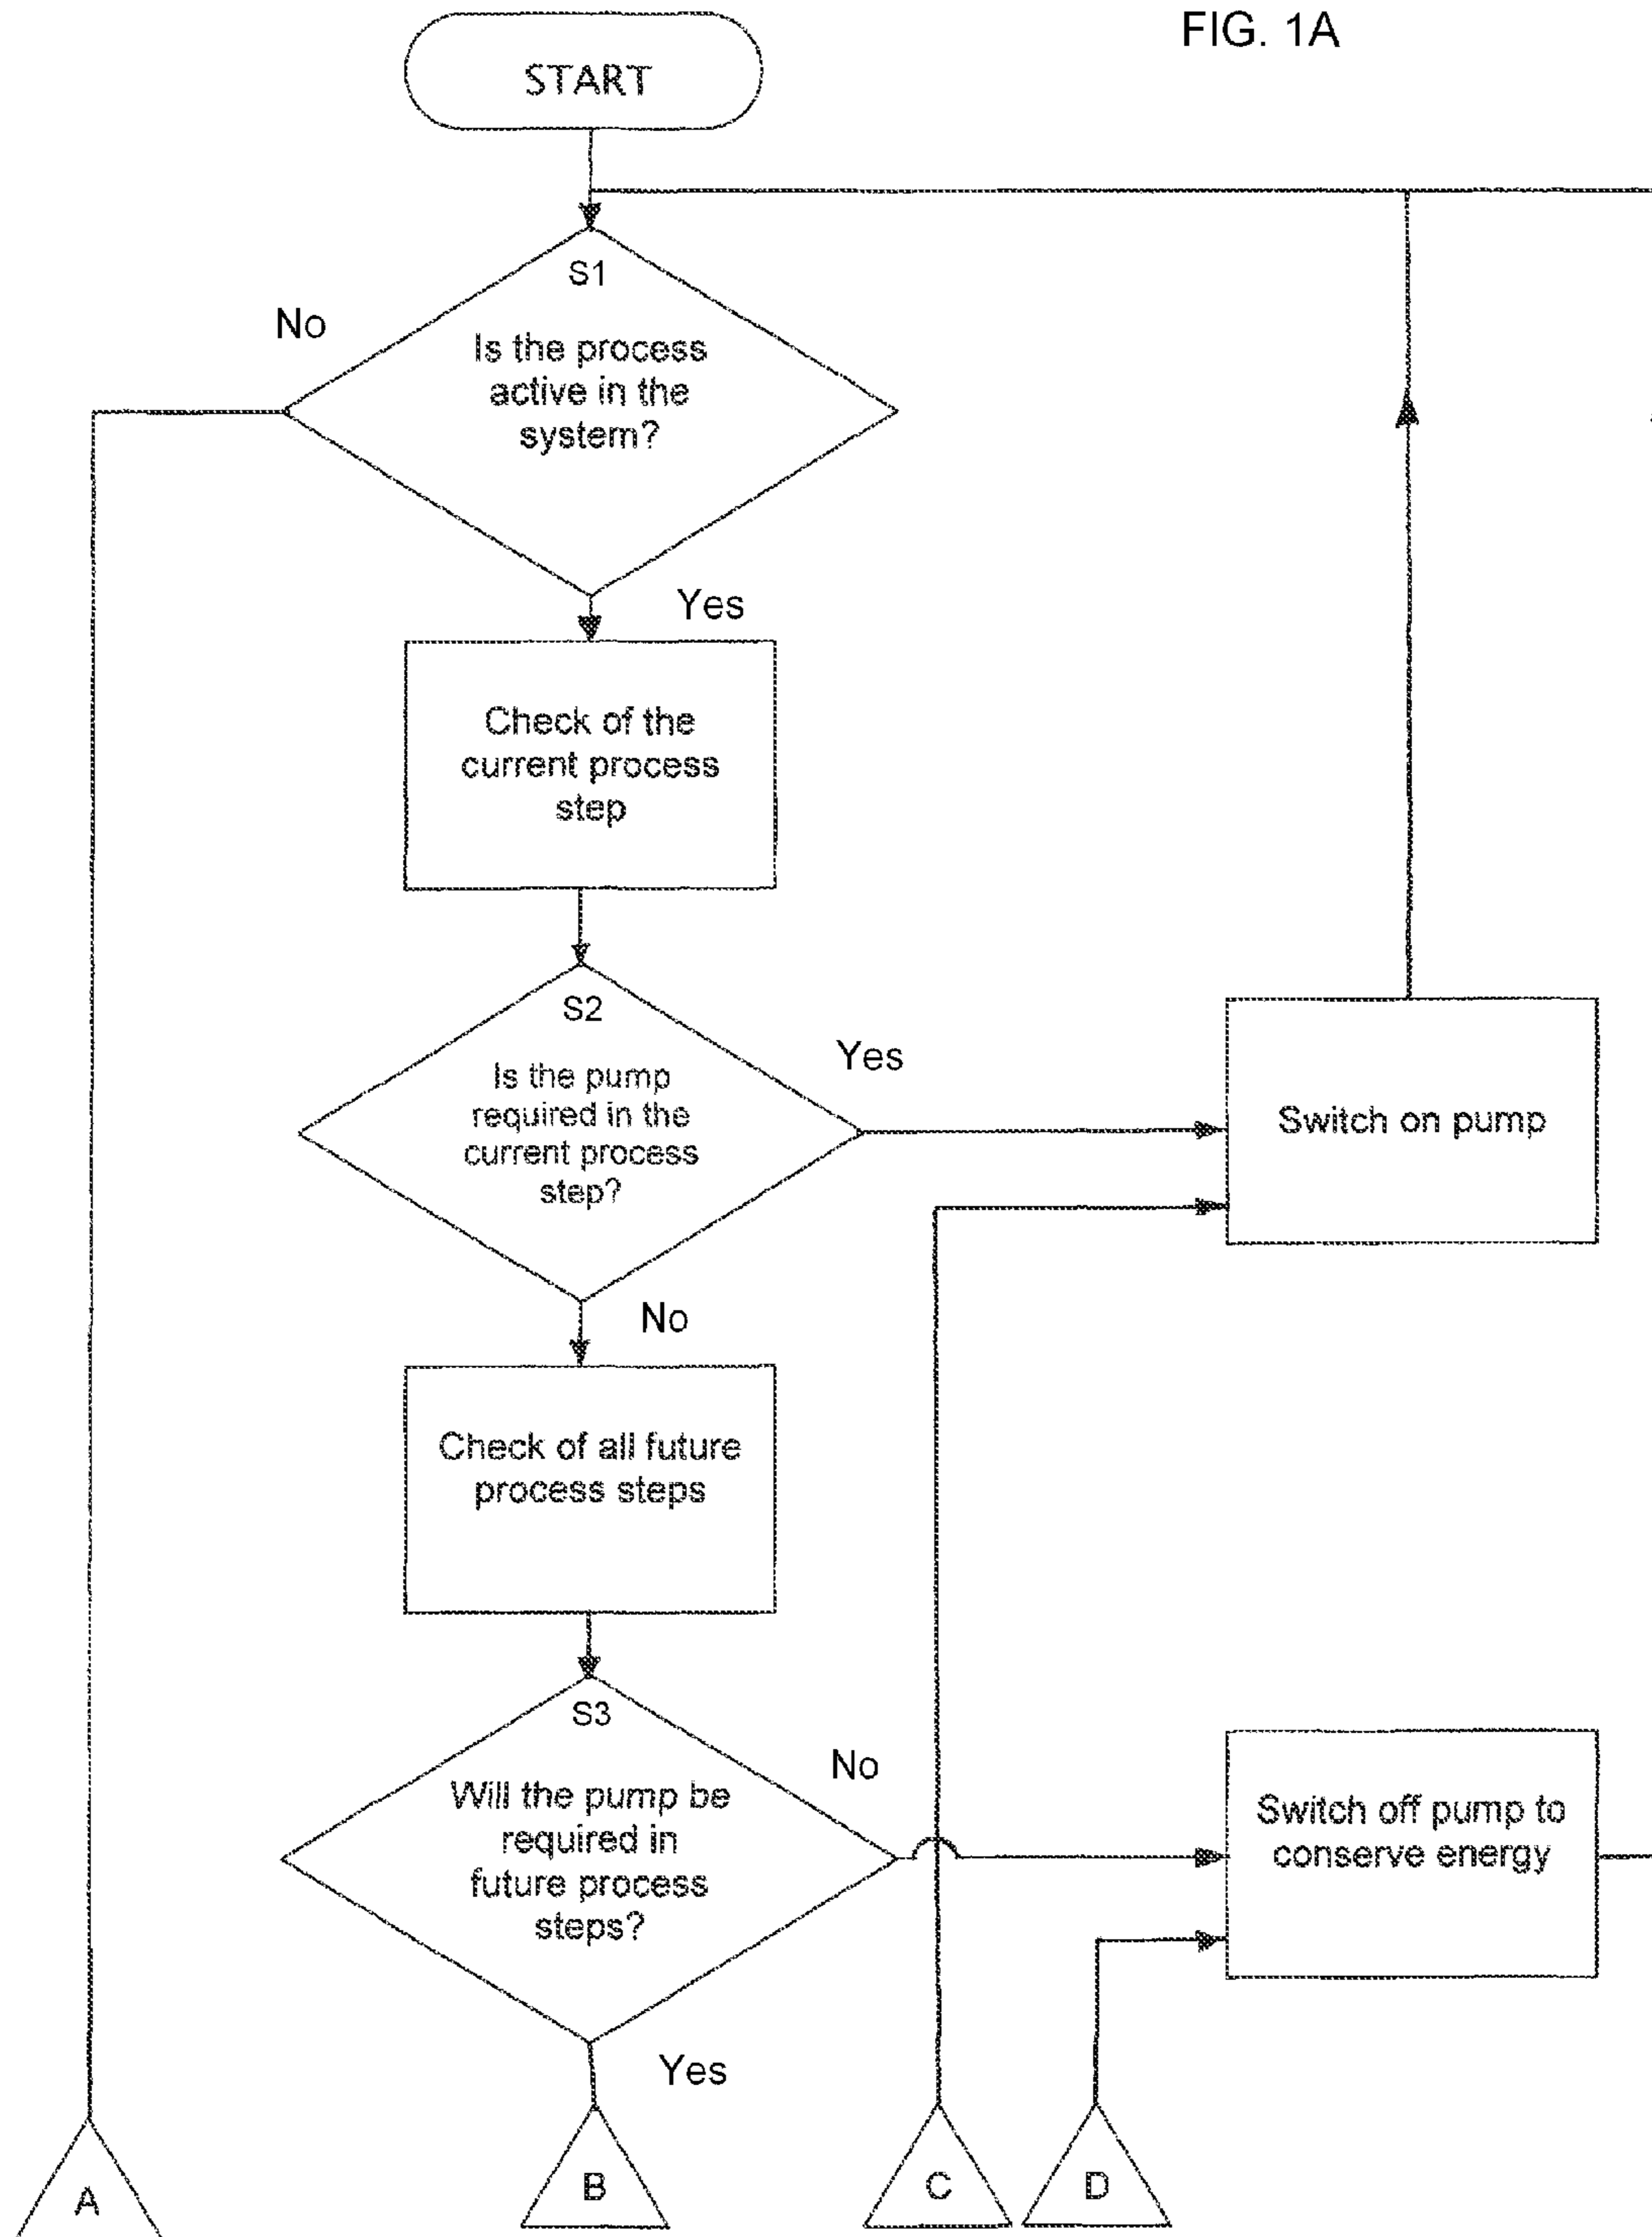 FIG. 1A
START
S1
No
Is the process
active in the
system?
Yes
Check of the
current process
step
S2
Yes
Is the pump
required in the
current process
step?
Switch on pump
No
Check of all future
process steps
S3
No
Will the pump be
required in
future process
steps?
Switch off pump to
conserve energy
Yes
A
B
C
D